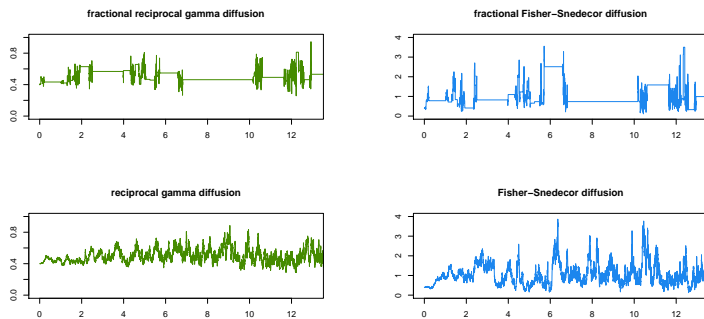 fractional reciprocal gamma diffusion
0.0 0.4 0.8
0 2 4 6 8 10 12
fractional Fisher−Snedecor diffusion
0 1 2 3 4
0 2 4 6 8 10 12
reciprocal gamma diffusion
0.0 0.4 0.8
0 2 4 6 8 10 12
Fisher−Snedecor diffusion
0 1 2 3 4
0 2 4 6 8 10 12